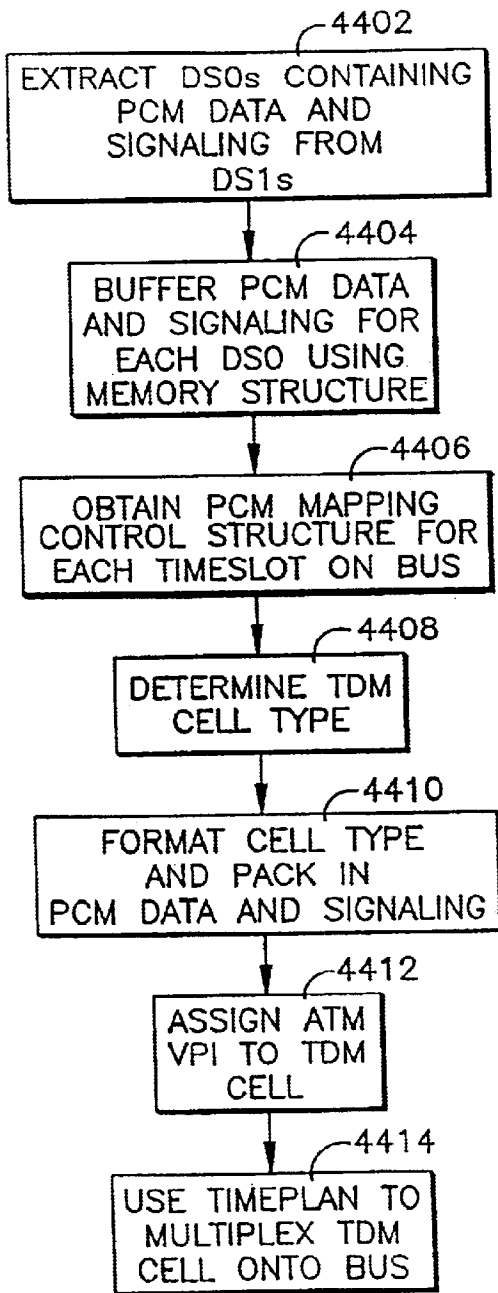 4402
EXTRACT DS0s CONTAINING
PCM DATA AND
SIGNALING FROM
DS1s
4404
BUFFER PCM DATA
AND SIGNALING FOR
EACH DS0 USING
MEMORY STRUCTURE
4406
OBTAIN PCM MAPPING
CONTROL STRUCTURE FOR
EACH TIMESLOT ON BUS
4408
DETERMINE TDM
CELL TYPE
4410
FORMAT CELL TYPE
AND PACK IN
PCM DATA AND SIGNALING
4412
ASSIGN ATM
VPI TO TDM
CELL
4414
USE TIMEPLAN TO
MULTIPLEX TDM
CELL ONTO BUS